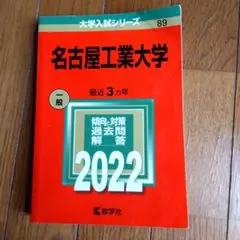 大学入試シリーズ
89
名古屋工業大学
最近3カ年
一般
傾向と対策
過去問
解答
2022
教学社